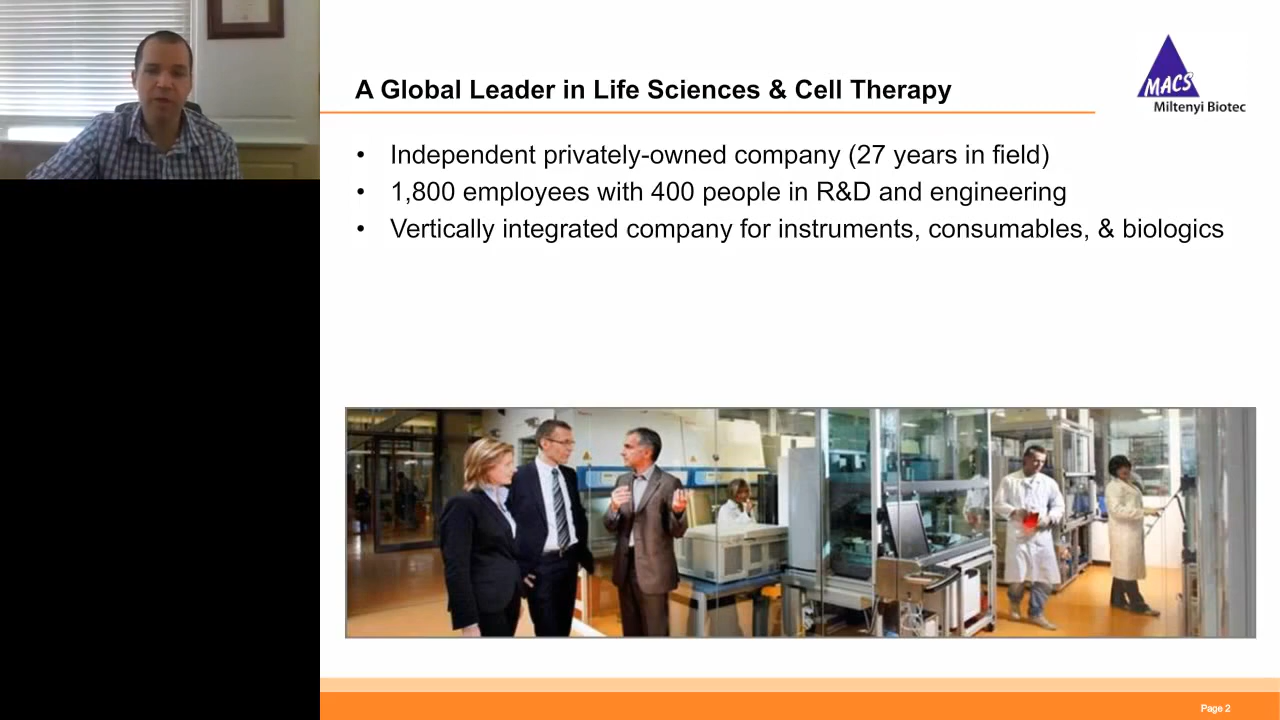 A Global Leader in Life Sciences & Cell Therapy
MACS
Miltenyi Biotec
• Independent privately-owned company (27 years in field)
• 1,800 employees with 400 people in R&D and engineering
• Vertically integrated company for instruments, consumables, & biologics
Page 2